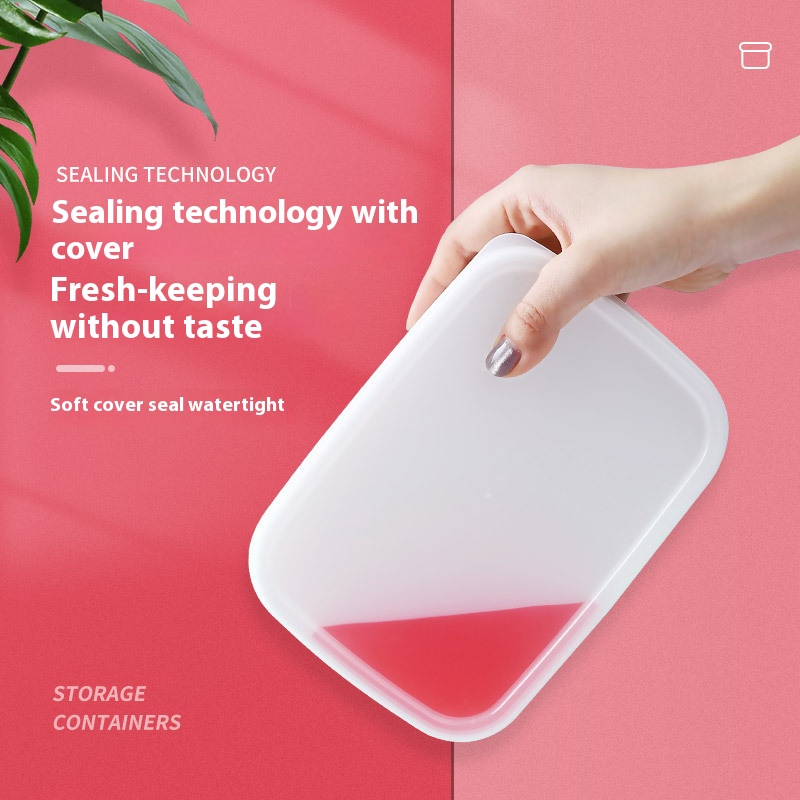 SEALING TECHNOLOGY
Sealing technology with
cover
Fresh-keeping
without taste
Soft cover seal watertight
STORAGE
CONTAINERS